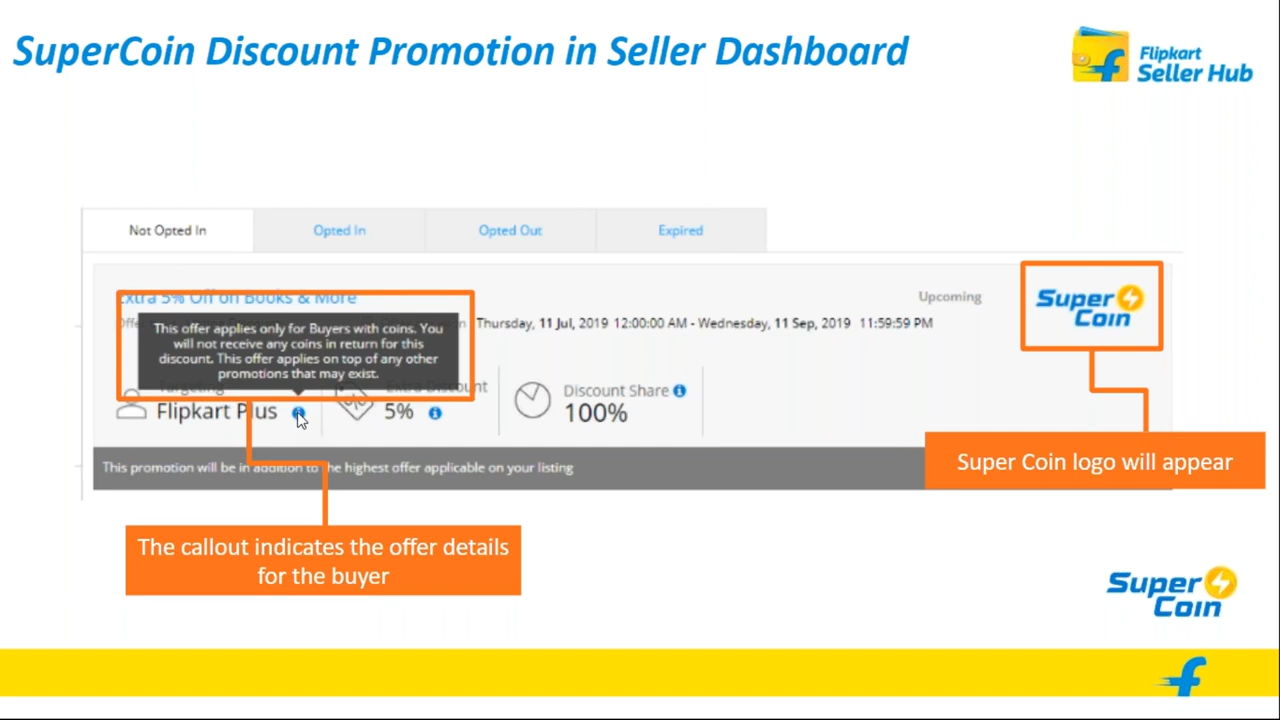 SuperCoin Discount Promotion in Seller Dashboard
Flipkart
Seller Hub
Not Opted In
Opted In
Opted Out
Expired
Extra 5% Off on Books & More
Upcoming
Super
Coin
Thursday, 11 Jul, 2019 12:00:00 AM - Wednesday, 11 Sep, 2019 11:59:59 PM
This offer applies only for Buyers with coins. You
will not receive any coins in return for this
discount. This offer applies on top of any other
promotions that may exist.
Targeting
Extra Discount
Discount Share
Flipkart Plus
5%
100%
This promotion will be in addition to the highest offer applicable on your listing
Super Coin logo will appear
The callout indicates the offer details
for the buyer
Super
Coin